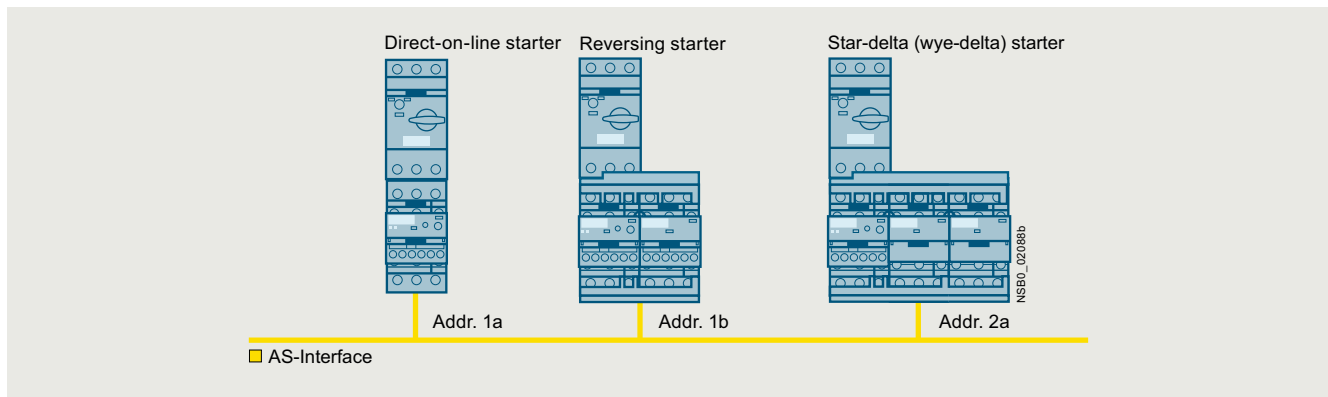 Direct-on-line starter
Reversing starter
Star-delta (wye-delta) starter
NSB0_02088b
Addr. 1a
Addr. 1b
Addr. 2a
AS-Interface